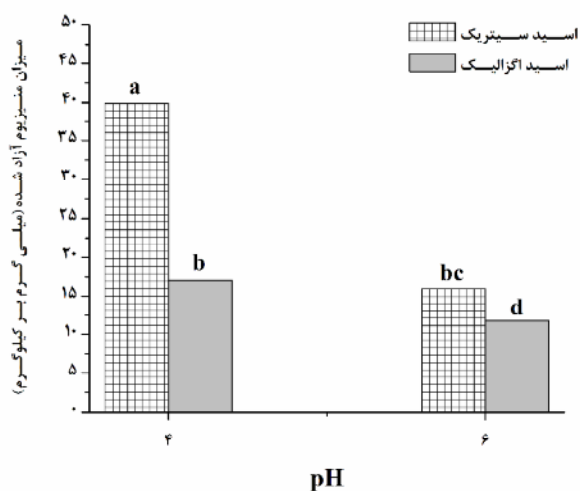 اسید سیتریک
اسید اگزالیک
میزان منیزیوم آزاد شده (میلی گرم بر کیلوگرم)
۵۰
۴۵
۴۰
۳۵
۳۰
۲۵
۲۰
۱۵
۱۰
۵
۰
a
b
bc
d
۴
۶
pH